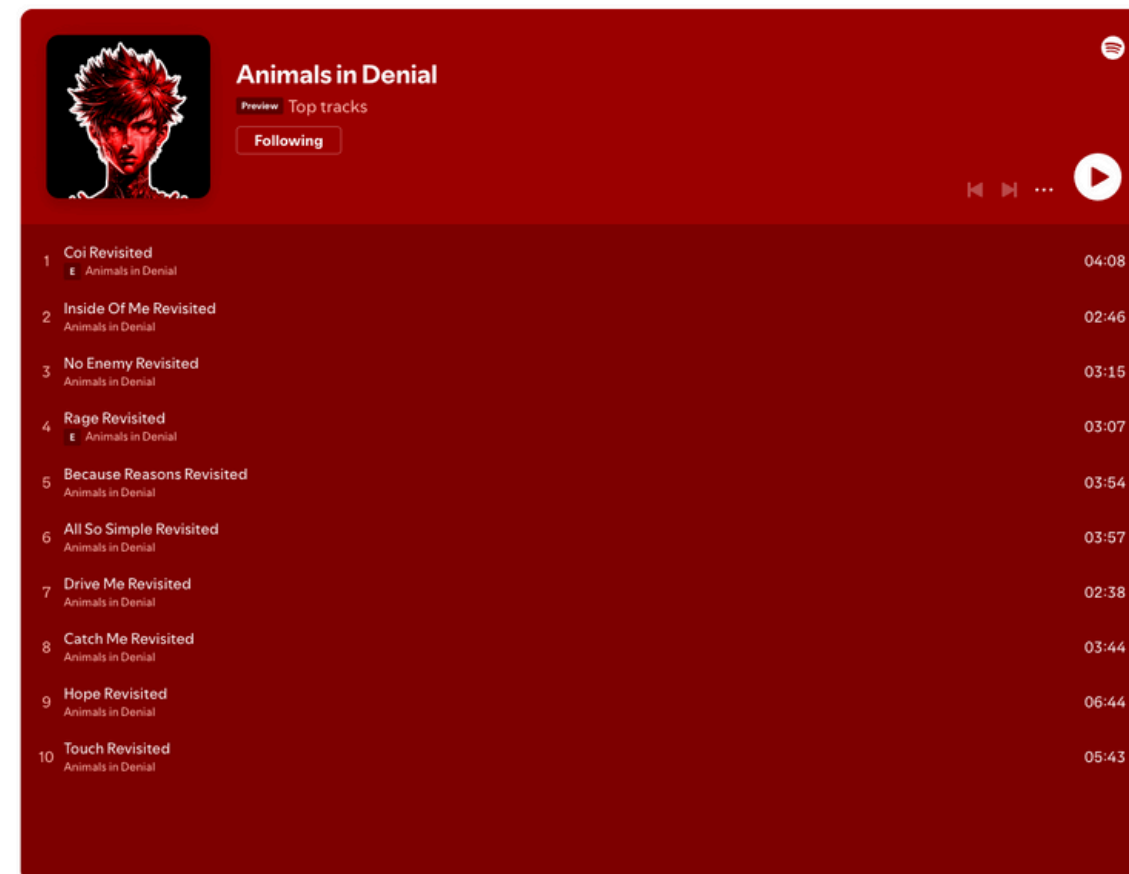 Animals in Denial
Preview Top tracks
Following
1 Coi Revisited 04:08
E Animals in Denial
2 Inside Of Me Revisited 02:46
Animals in Denial
3 No Enemy Revisited 03:15
Animals in Denial
4 Rage Revisited 03:07
E Animals in Denial
5 Because Reasons Revisited 03:54
Animals in Denial
6 All So Simple Revisited 03:57
Animals in Denial
7 Drive Me Revisited 02:38
Animals in Denial
8 Catch Me Revisited 03:44
Animals in Denial
9 Hope Revisited 06:44
Animals in Denial
10 Touch Revisited 05:43
Animals in Denial